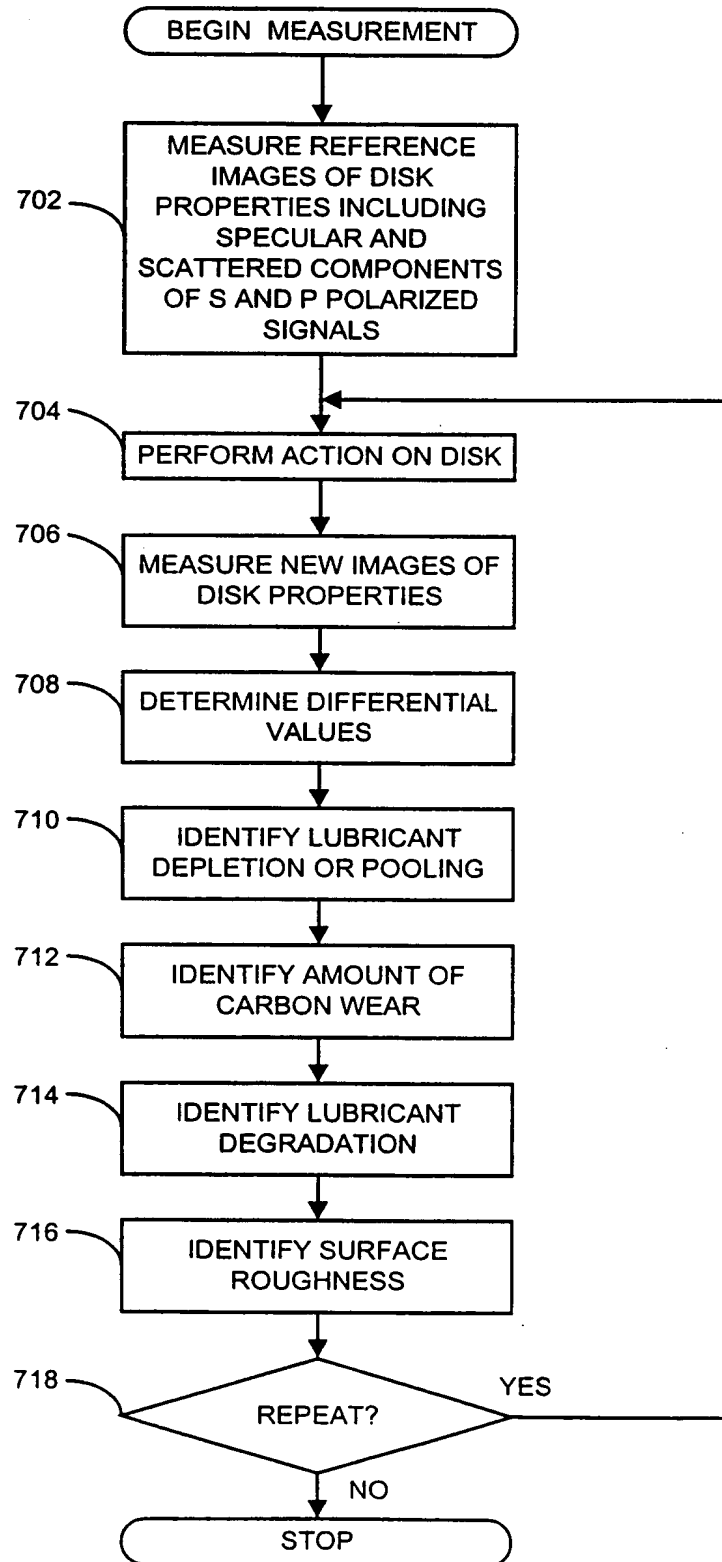 BEGIN MEASUREMENT
702
MEASURE REFERENCE
IMAGES OF DISK
PROPERTIES INCLUDING
SPECULAR AND
SCATTERED COMPONENTS
OF S AND P POLARIZED
SIGNALS
704
PERFORM ACTION ON DISK
706
MEASURE NEW IMAGES OF
DISK PROPERTIES
708
DETERMINE DIFFERENTIAL
VALUES
710
IDENTIFY LUBRICANT
DEPLETION OR POOLING
712
IDENTIFY AMOUNT OF
CARBON WEAR
714
IDENTIFY LUBRICANT
DEGRADATION
716
IDENTIFY SURFACE
ROUGHNESS
718
REPEAT?
YES
NO
STOP